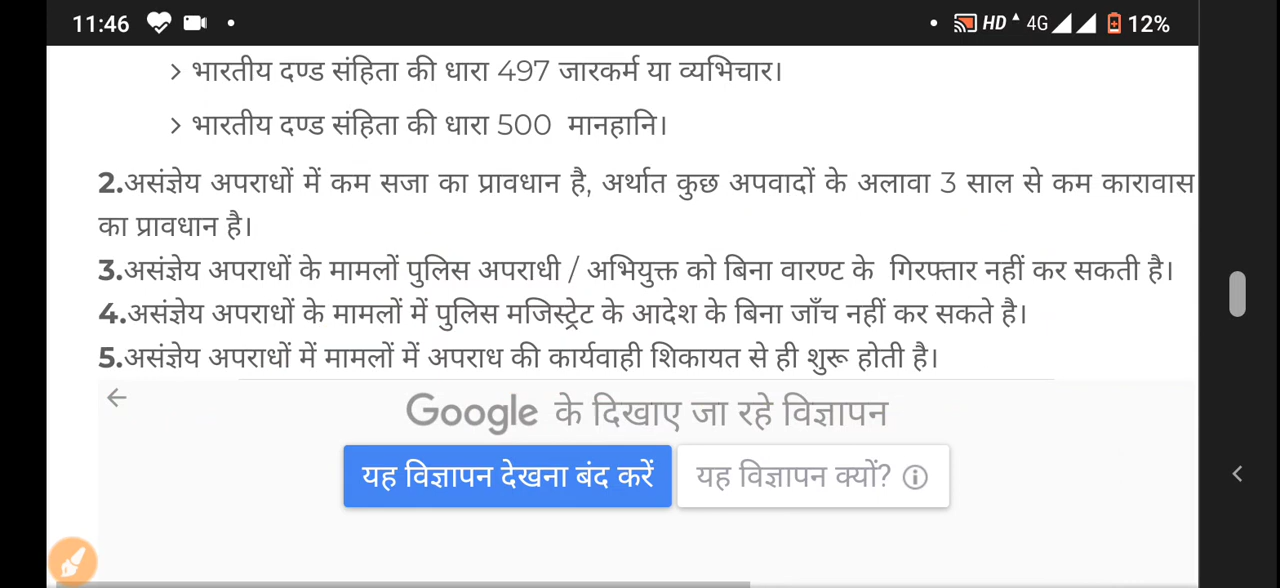 11:46 HD 4G 12%
> भारतीय दण्ड संहिता की धारा 497 जारकर्म या व्यभिचार।
> भारतीय दण्ड संहिता की धारा 500 मानहानि।
2.असंज्ञेय अपराधों में कम सजा का प्रावधान है, अर्थात कुछ अपवादों के अलावा 3 साल से कम कारावास
का प्रावधान है।
3.असंज्ञेय अपराधों के मामलों पुलिस अपराधी / अभियुक्त को बिना वारण्ट के गिरफ्तार नहीं कर सकती है।
4.असंज्ञेय अपराधों के मामलों में पुलिस मजिस्ट्रेट के आदेश के बिना जाँच नहीं कर सकते है।
5.असंज्ञेय अपराधों में मामलों में अपराध की कार्यवाही शिकायत से ही शुरू होती है।
Google के दिखाए जा रहे विज्ञापन
यह विज्ञापन देखना बंद करें यह विज्ञापन क्यों?